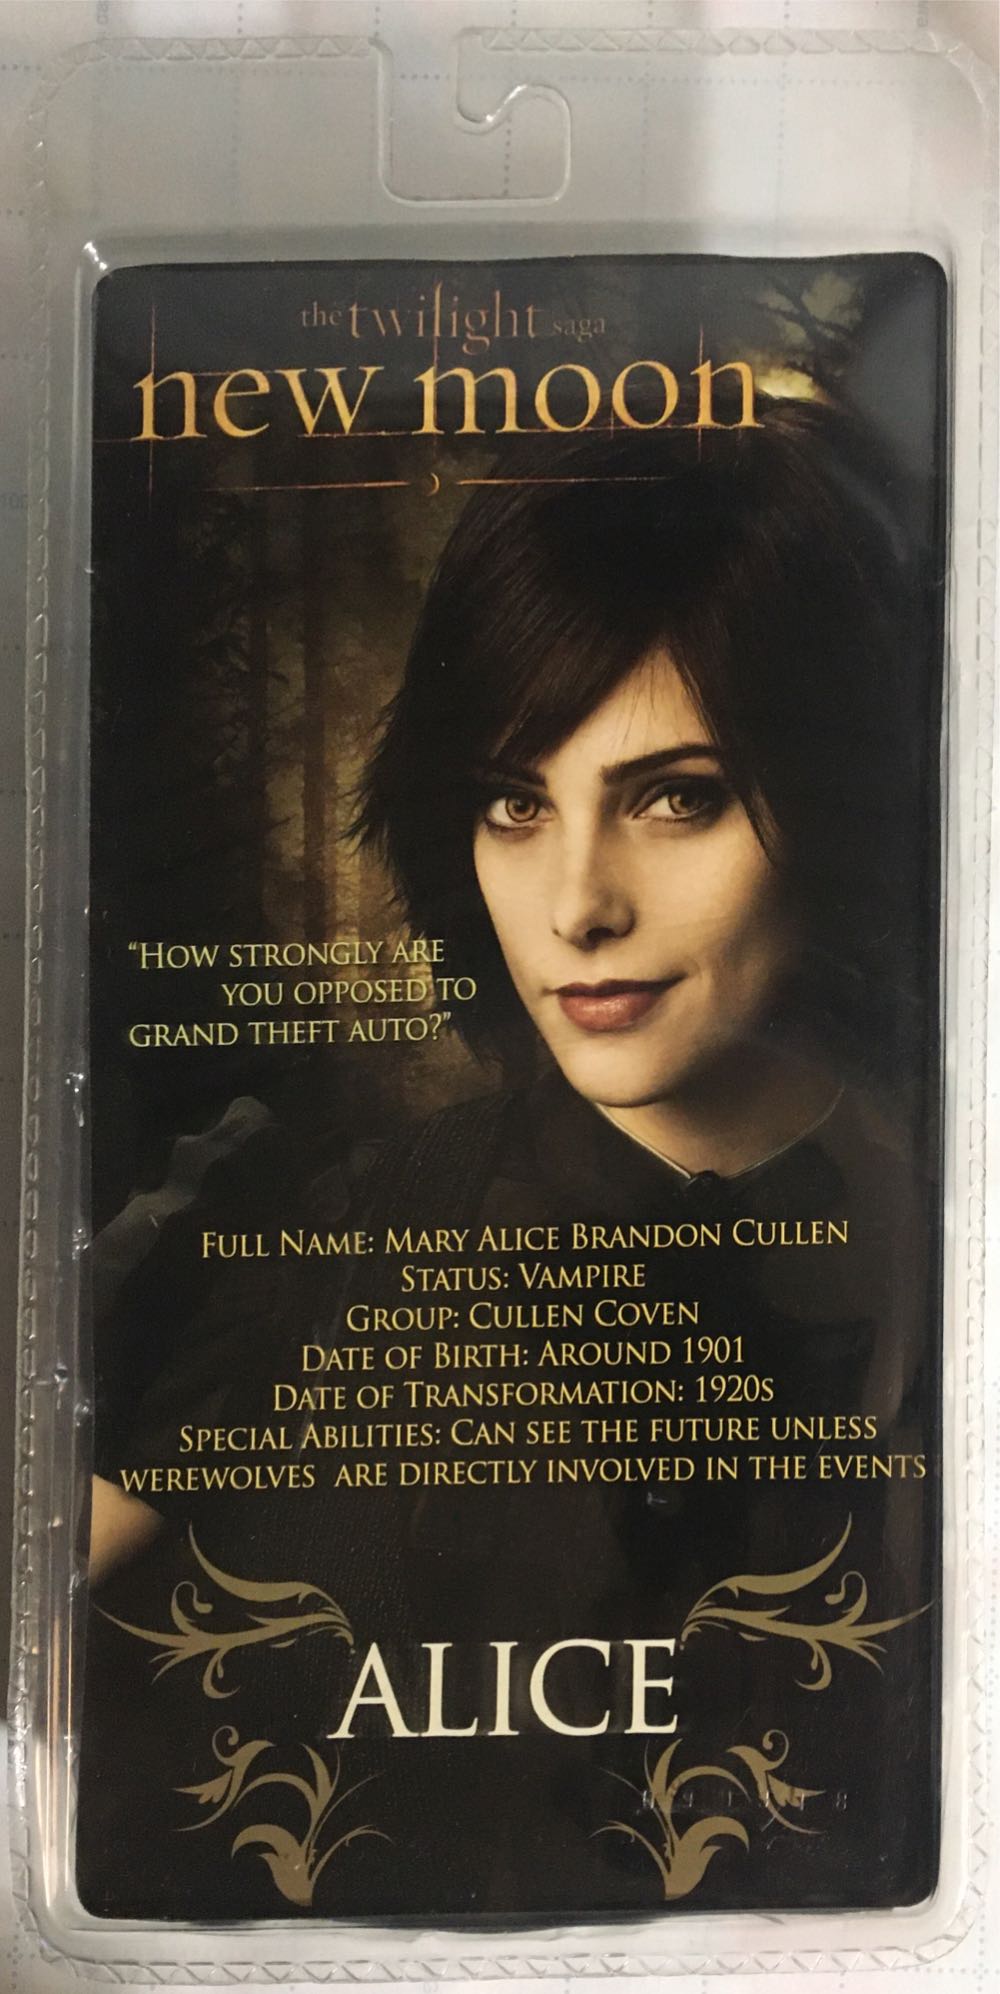 the twilight saga
new moon
“HOW STRONGLY ARE
YOU OPPOSED TO
GRAND THEFT AUTO?”
FULL NAME: MARY ALICE BRANDON CULLEN
STATUS: VAMPIRE
GROUP: CULLEN COVEN
DATE OF BIRTH: AROUND 1901
DATE OF TRANSFORMATION: 1920S
SPECIAL ABILITIES: CAN SEE THE FUTURE UNLESS
WEREWOLVES ARE DIRECTLY INVOLVED IN THE EVENTS
ALICE